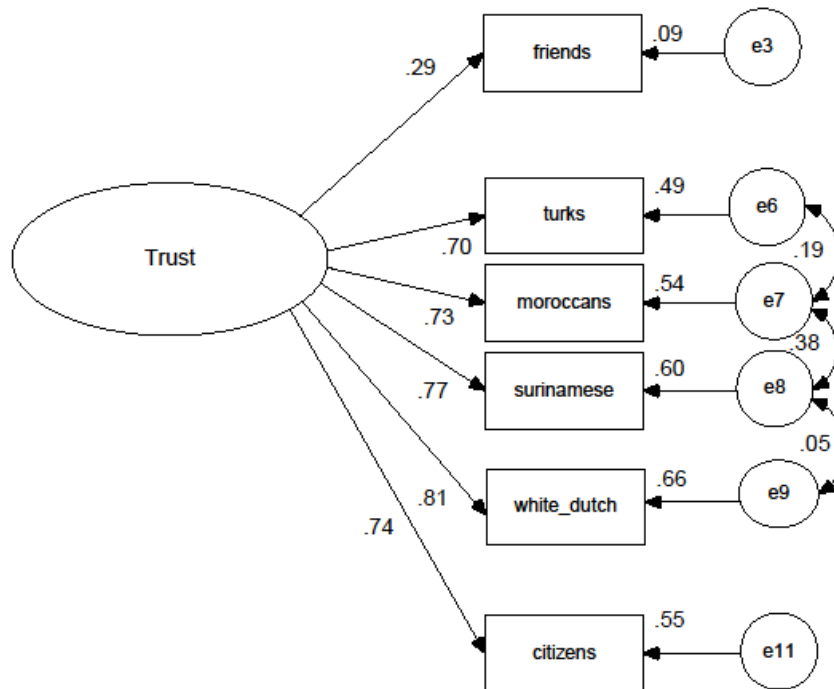 friends
.09
e3
.29
Trust
turks
.49
e6
.70
.19
moroccans
.54
e7
.73
.38
surinamese
.60
e8
.77
.05
white_dutch
.66
e9
.81
.74
citizens
.55
e11